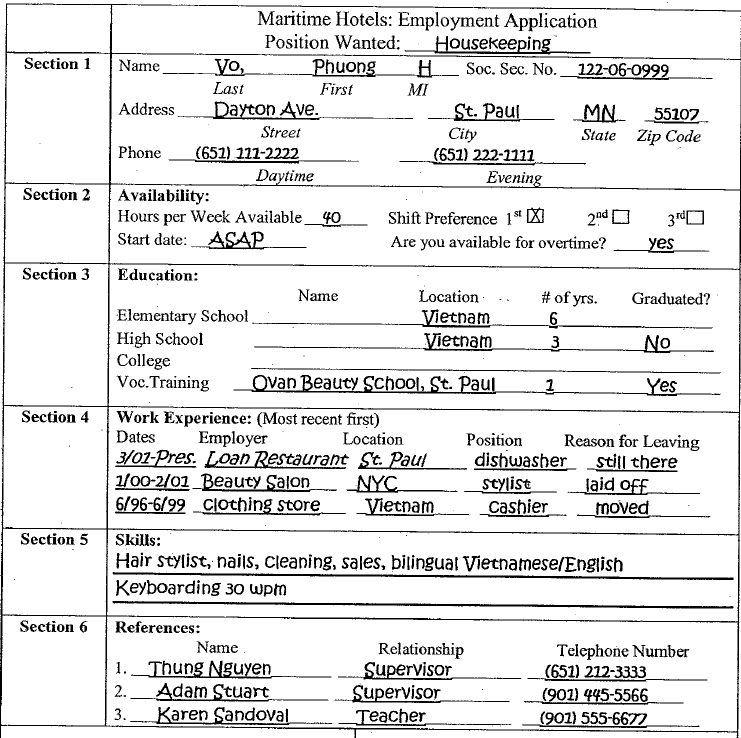 Maritime Hotels: Employment Application
Position Wanted: Housekeeping
Section 1
Name Vo, Phuong H Soc. Sec. No. 122-06-0999
Last First MI
Address Dayton Ave. St. Paul MN 55107
Street City State Zip Code
Phone (651) 111-2222 (651) 222-1111
Daytime Evening
Section 2 Availability:
Hours per Week Available 40 Shift Preference 1st X 2nd 3rd
Start date: ASAP Are you available for overtime? yes
Section 3 Education:
Name Location # of yrs. Graduated?
Elementary School Vietnam 6
High School Vietnam 3 No
College
Voc.Training Ovan Beauty School, St. Paul 1 Yes
Section 4 Work Experience: (Most recent first)
Dates Employer Location Position Reason for Leaving
3/01-Pres. Loan Restaurant St. Paul dishwasher still there
1/00-2/01 Beauty Salon NYC stylist laid off
6/96-6/99 clothing store Vietnam cashier moved
Section 5 Skills:
Hair stylist, nails, cleaning, sales, bilingual Vietnamese/English
Keyboarding 30 wpm
Section 6 References:
Name Relationship Telephone Number
1. Thung Nguyen Supervisor (651) 212-3333
2. Adam Stuart Supervisor (901) 445-5566
3. Karen Sandoval Teacher (901) 555-6677